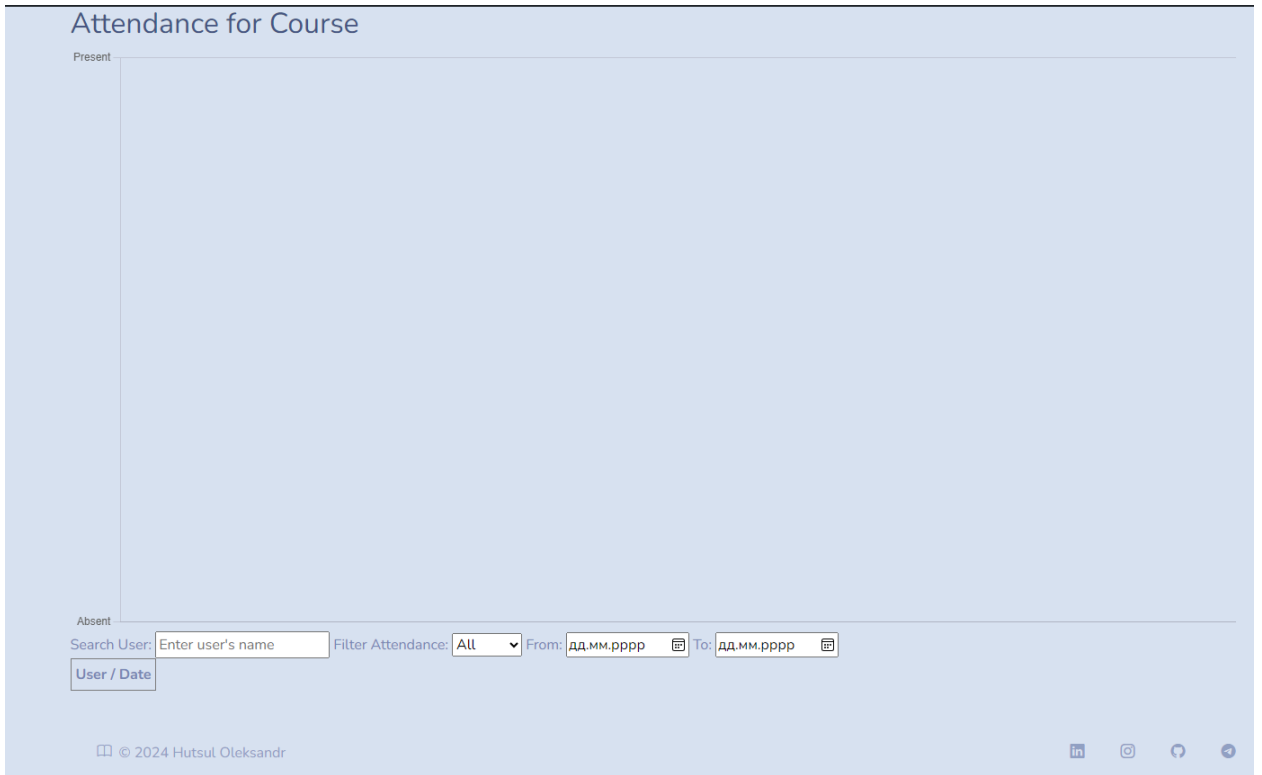 Attendance for Course
Present
Absent
Search User: Enter user's name Filter Attendance: All From: дд.мм.рррр To: дд.мм.рррр
User / Date
© 2024 Hutsul Oleksandr
in